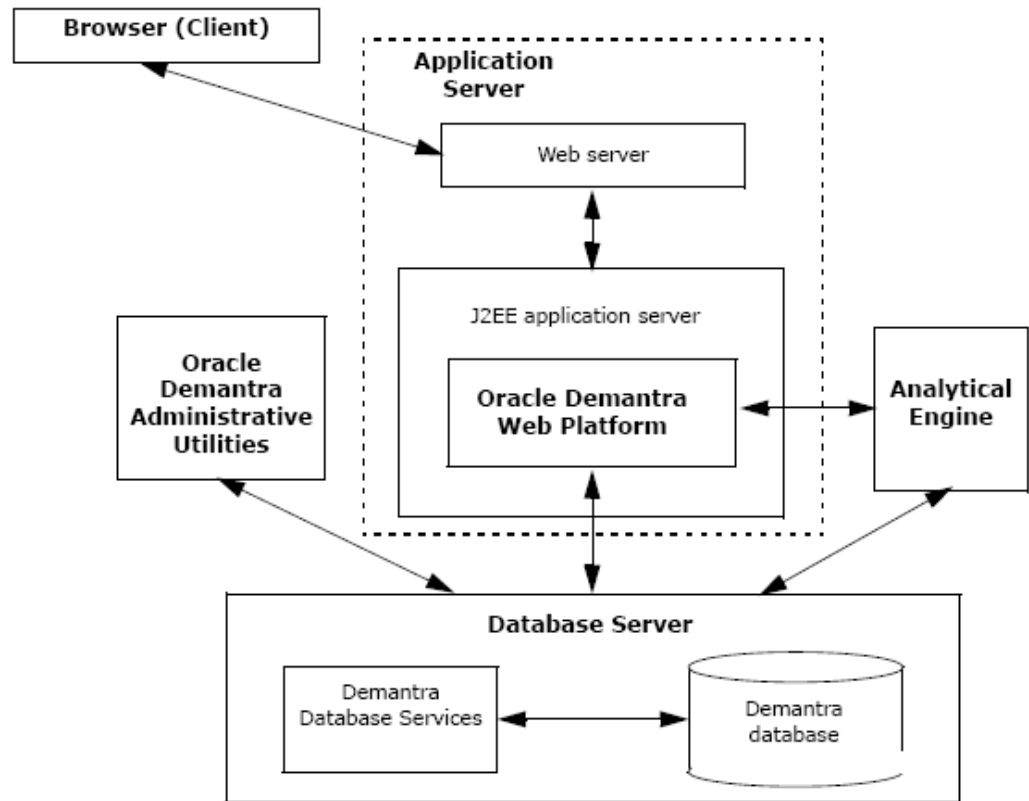 Browser (Client)
Application
Server
Web server
J2EE application server
Oracle
Demantra
Administrative
Utilities
Oracle Demantra
Web Platform
Analytical
Engine
Database Server
Demantra
Database Services
Demantra
database